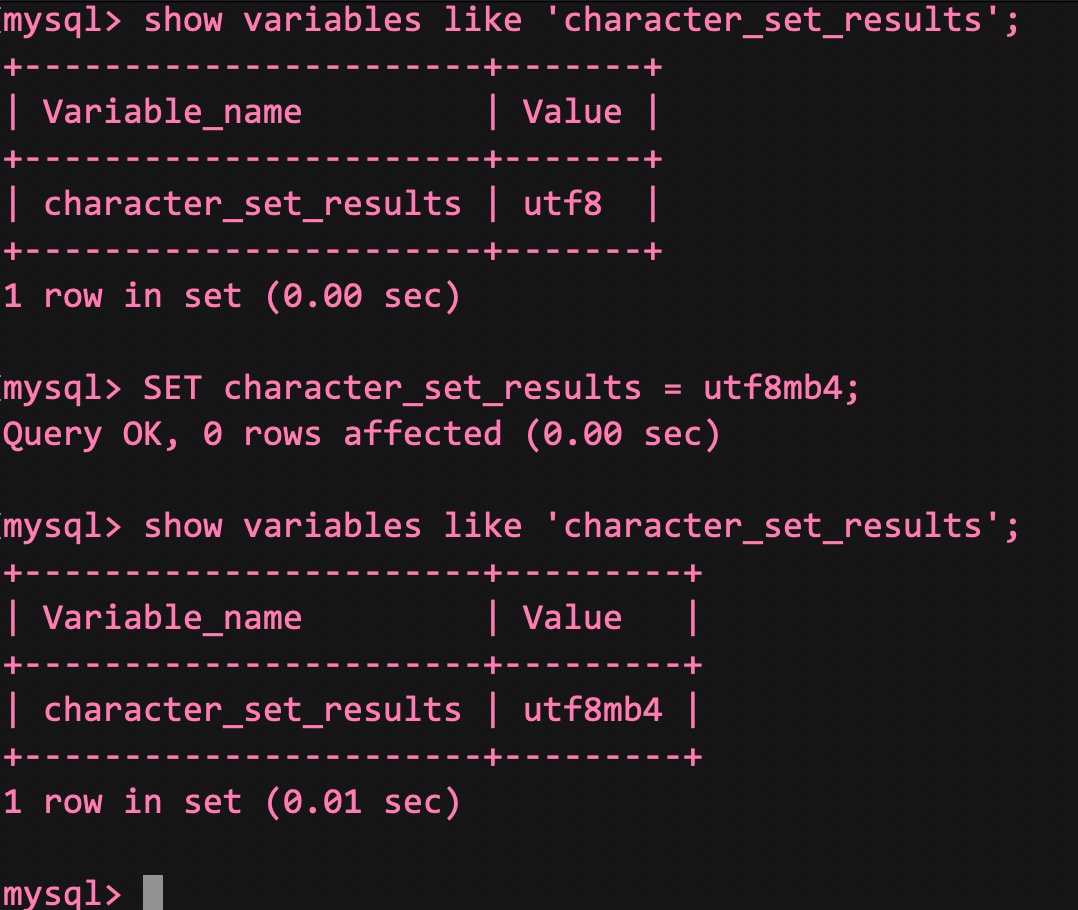 mysql> show variables like 'character_set_results';
+-----------------------+-------+
| Variable_name         | Value |
+-----------------------+-------+
| character_set_results | utf8  |
+-----------------------+-------+
1 row in set (0.00 sec)
mysql> SET character_set_results = utf8mb4;
Query OK, 0 rows affected (0.00 sec)
mysql> show variables like 'character_set_results';
+-----------------------+---------+
| Variable_name         | Value   |
+-----------------------+---------+
| character_set_results | utf8mb4 |
+-----------------------+---------+
1 row in set (0.01 sec)
mysql>